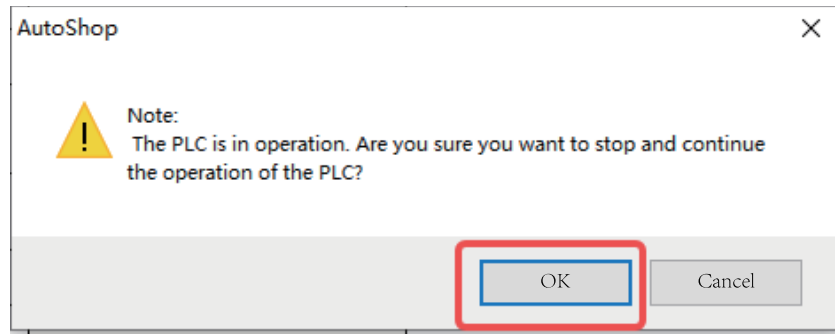 AutoShop
Note:
The PLC is in operation. Are you sure you want to stop and continue
the operation of the PLC?
OK
Cancel